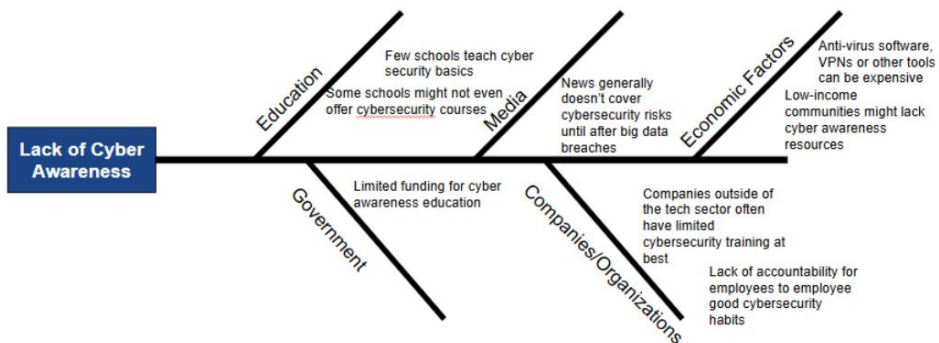 Lack of Cyber
Awareness
Education
Few schools teach cyber
security basics
Some schools might not even
offer cybersecurity courses
Media
News generally
doesn't cover
cybersecurity risks
until after big data
breaches
Economic Factors
Anti-virus software,
VPNs or other tools
can be expensive
Low-income
communities might lack
cyber awareness
resources
Government
Limited funding for cyber
awareness education
Companies/Organizations
Companies outside of
the tech sector often
have limited
cybersecurity training at
best
Lack of accountability for
employees to employee
good cybersecurity
habits